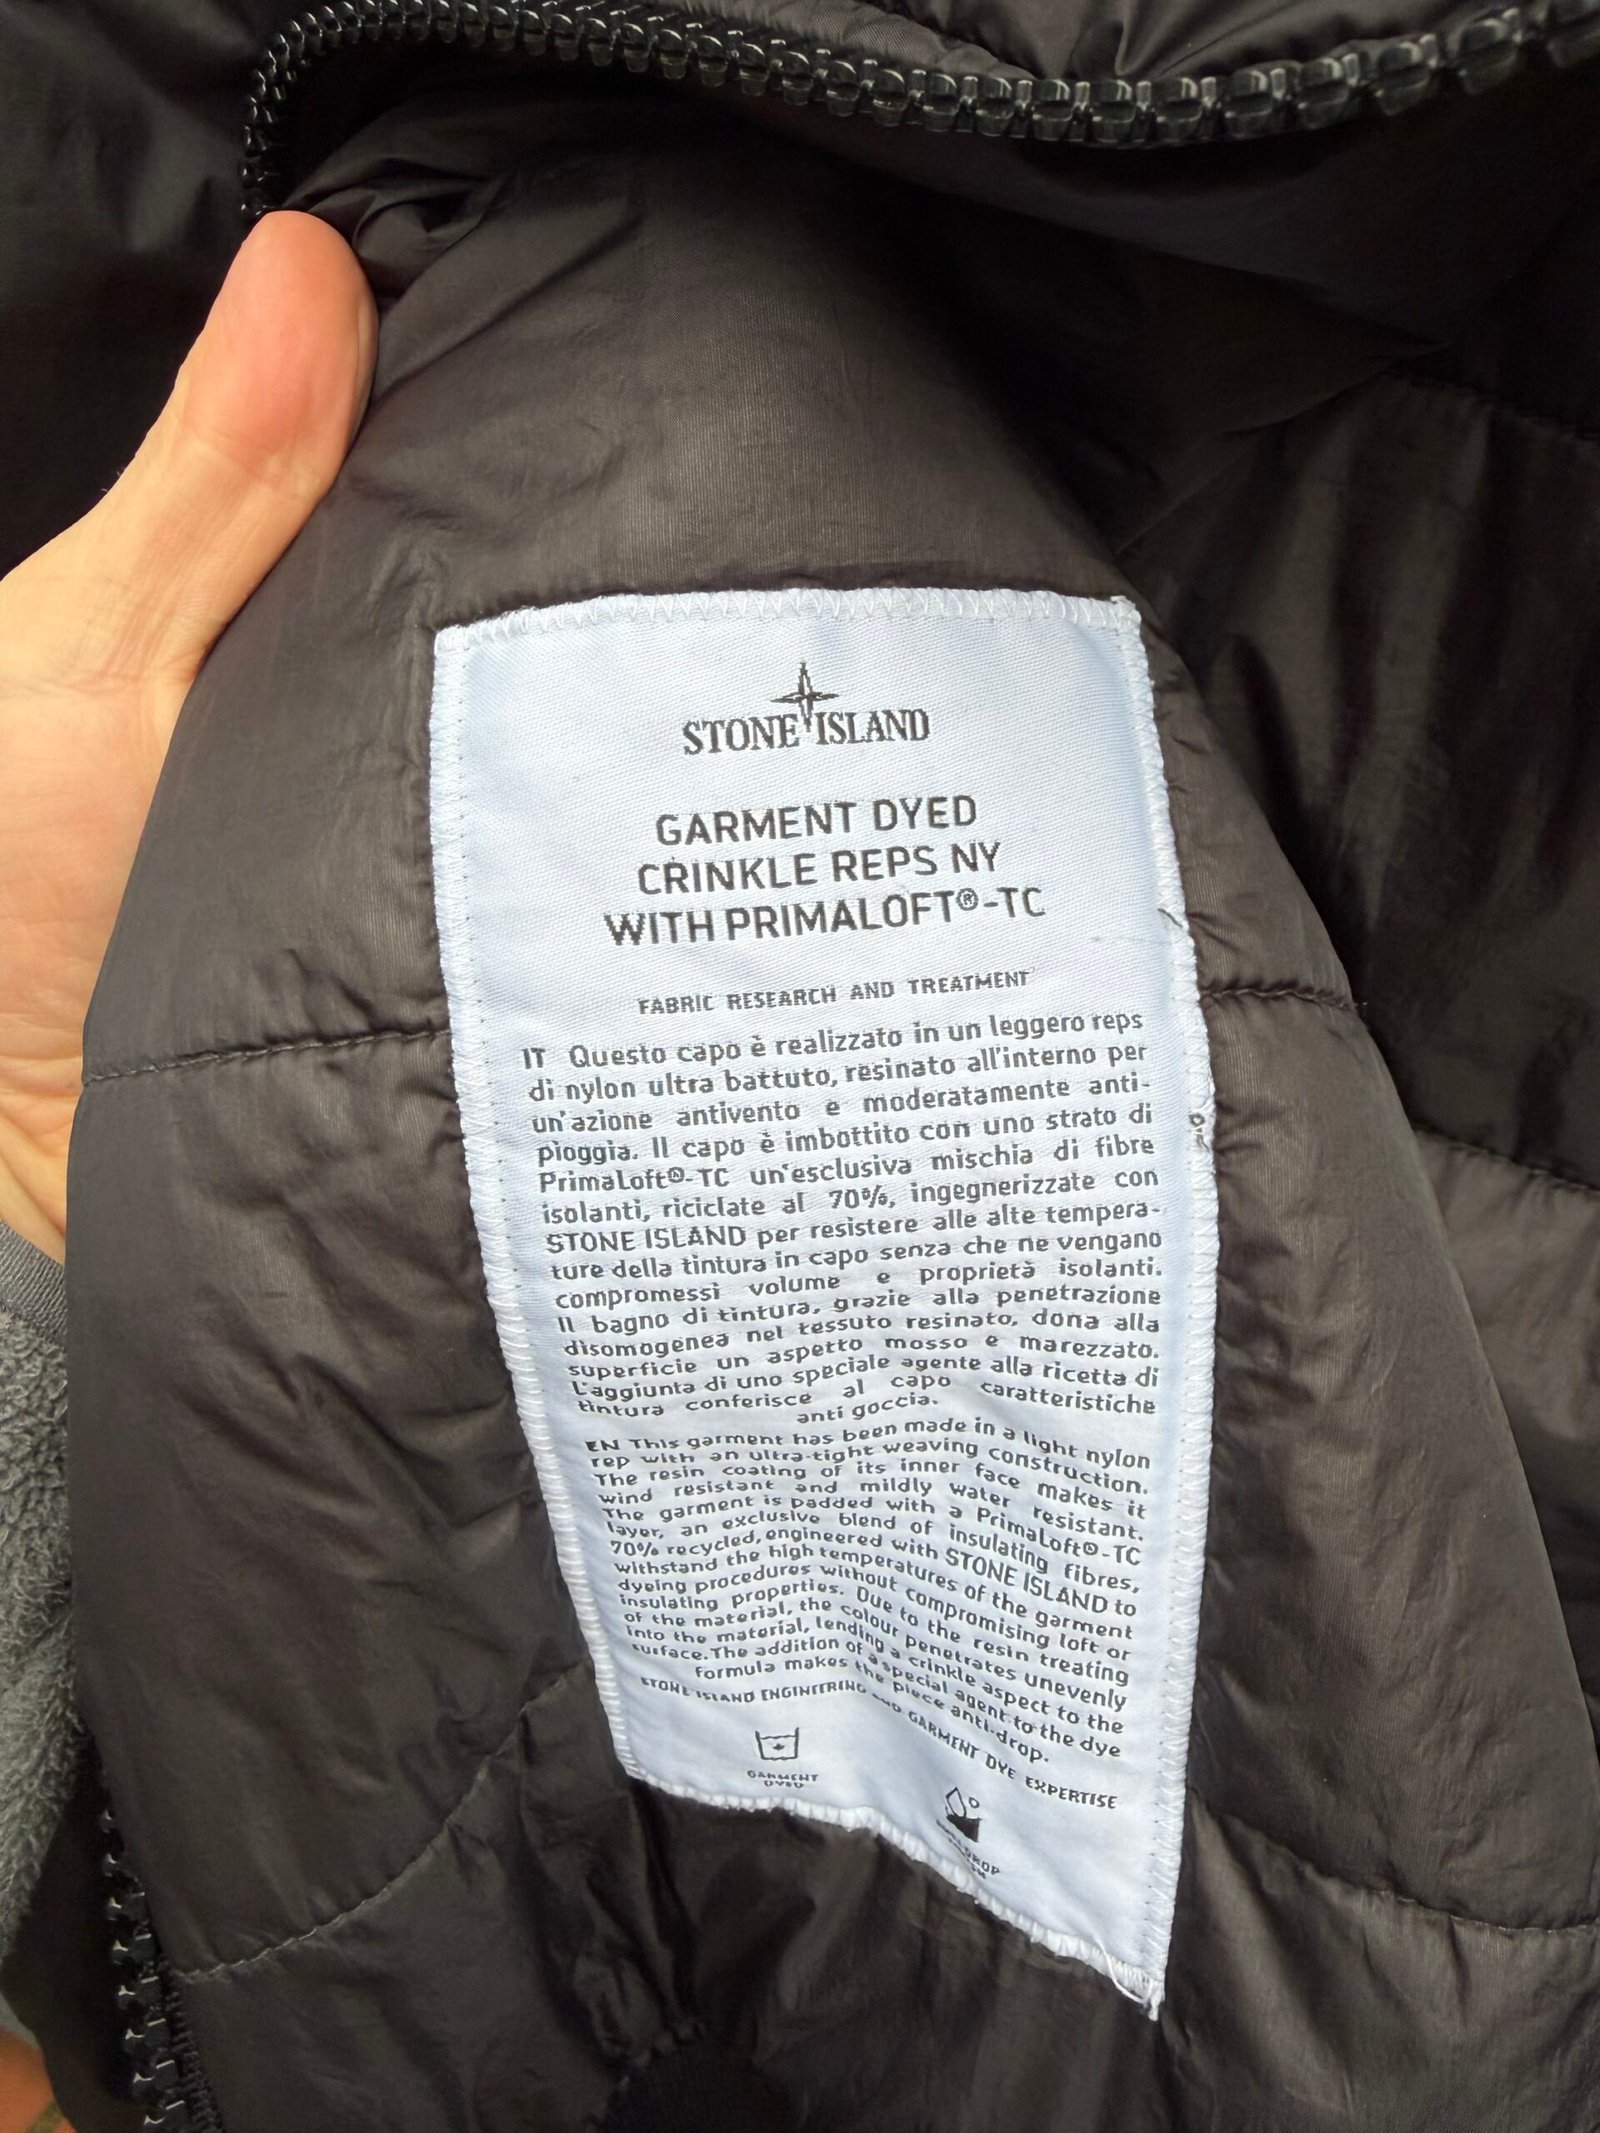 STONE ISLAND
GARMENT DYED
CRINKLE REPS NY
WITH PRIMALOFT®-TC
FABRIC RESEARCH AND TREATMENT
IT Questo capo è realizzato in un leggero reps
di nylon ultra battuto, resinato all'interno per
un'azione antivento e moderatamente anti-
pioggia. Il capo è imbottito con uno strato di
PrimaLoft®-TC un'esclusiva mischia di fibre
isolanti, riciclate al 70%, ingegnerizzate con
STONE ISLAND per resistere alle alte tempera-
ture della tintura in capo senza che ne vengano
compromessi volume e proprietà isolanti.
Il bagno di tintura, grazie alla penetrazione
disomogenea nel tessuto resinato, dona alla
superficie un aspetto mosso e marezzato.
L'aggiunta di uno speciale agente alla ricetta di
tintura conferisce al capo caratteristiche
anti goccia.
EN This garment has been made in a light nylon
rep with an ultra-tight weaving construction.
The resin coating of its inner face makes it
wind resistant and mildly water resistant.
The garment is padded with a PrimaLoft®-TC
layer, an exclusive blend of insulating fibres,
70% recycled, engineered with STONE ISLAND to
withstand the high temperatures of the garment
dyeing procedures without compromising loft or
insulating properties. Due to the resin treating
of the material, the colour penetrates unevenly
into the material, lending a crinkle aspect to the
surface. The addition of a special agent to the dye
formula makes the piece anti-drop.
STONE ISLAND ENGINEERING AND GARMENT DYE EXPERTISE
GARMENT
DYED
DROP